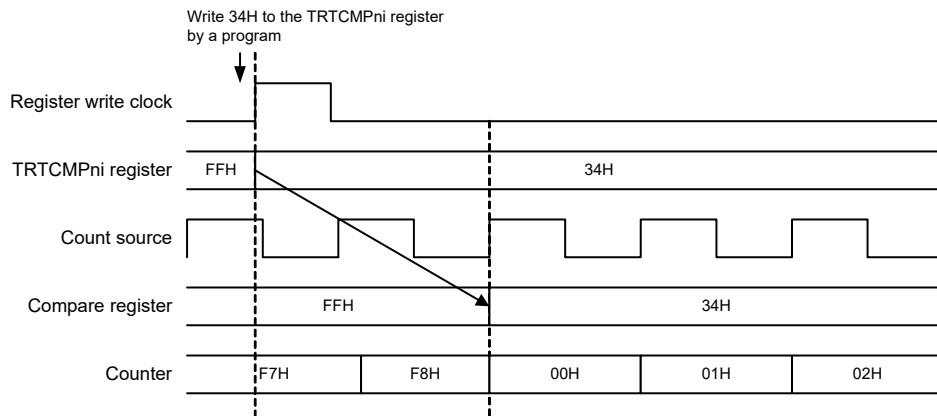 Write 34H to the TRTCMPni register
by a program
Register write clock
TRTCMPni register FFH 34H
Count source
Compare register FFH 34H
Counter F7H F8H 00H 01H 02H